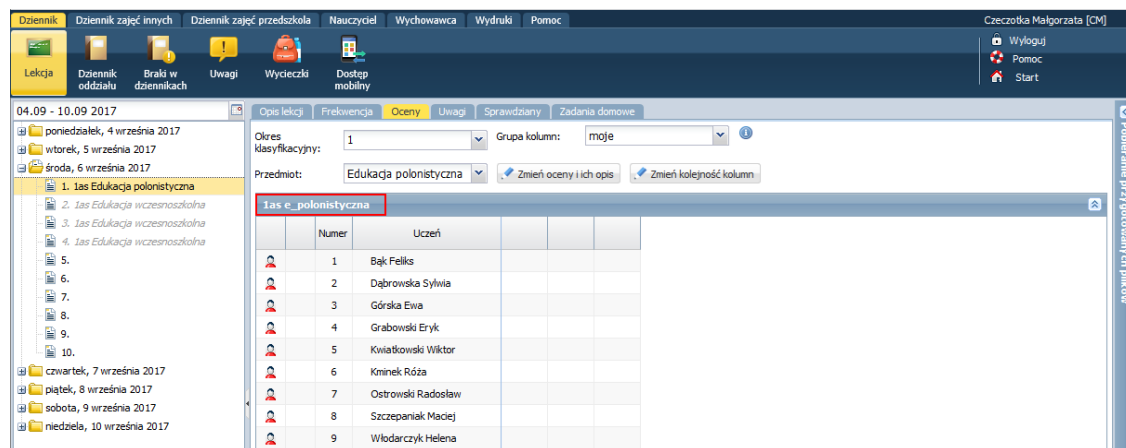 Dziennik Dziennik zajęć innych Dziennik zajęć przedszkola Nauczyciel Wychowawca Wydruki Pomoc Czeczotka Małgorzata [CM]
Lekcja Dziennik oddziału Braki w dziennikach Uwagi Wycieczki Dostęp mobilny
Wyloguj
Pomoc
Start
04.09 - 10.09 2017
poniedziałek, 4 września 2017
wtorek, 5 września 2017
środa, 6 września 2017
1. 1as Edukacja polonistyczna
2. 1as Edukacja wczesnoszkolna
3. 1as Edukacja wczesnoszkolna
4. 1as Edukacja wczesnoszkolna
5.
6.
7.
8.
9.
10.
czwartek, 7 września 2017
piątek, 8 września 2017
sobota, 9 września 2017
niedziela, 10 września 2017
Opis lekcji Frekwencja Oceny Uwagi Sprawdziany Zadania domowe
Okres klasyfikacyjny: 1 Grupa kolumn: moje
Przedmiot: Edukacja polonistyczna Zmień oceny i ich opis Zmień kolejność kolumn
1as e_polonistyczna
Numer Uczeń
1 Bąk Feliks
2 Dąbrowska Sylwia
3 Górska Ewa
4 Grabowski Eryk
5 Kwiatkowski Wiktor
6 Kminek Róża
7 Ostrowski Radosław
8 Szczepaniak Maciej
9 Włodarczyk Helena
Pobieranie przygotowanych plików